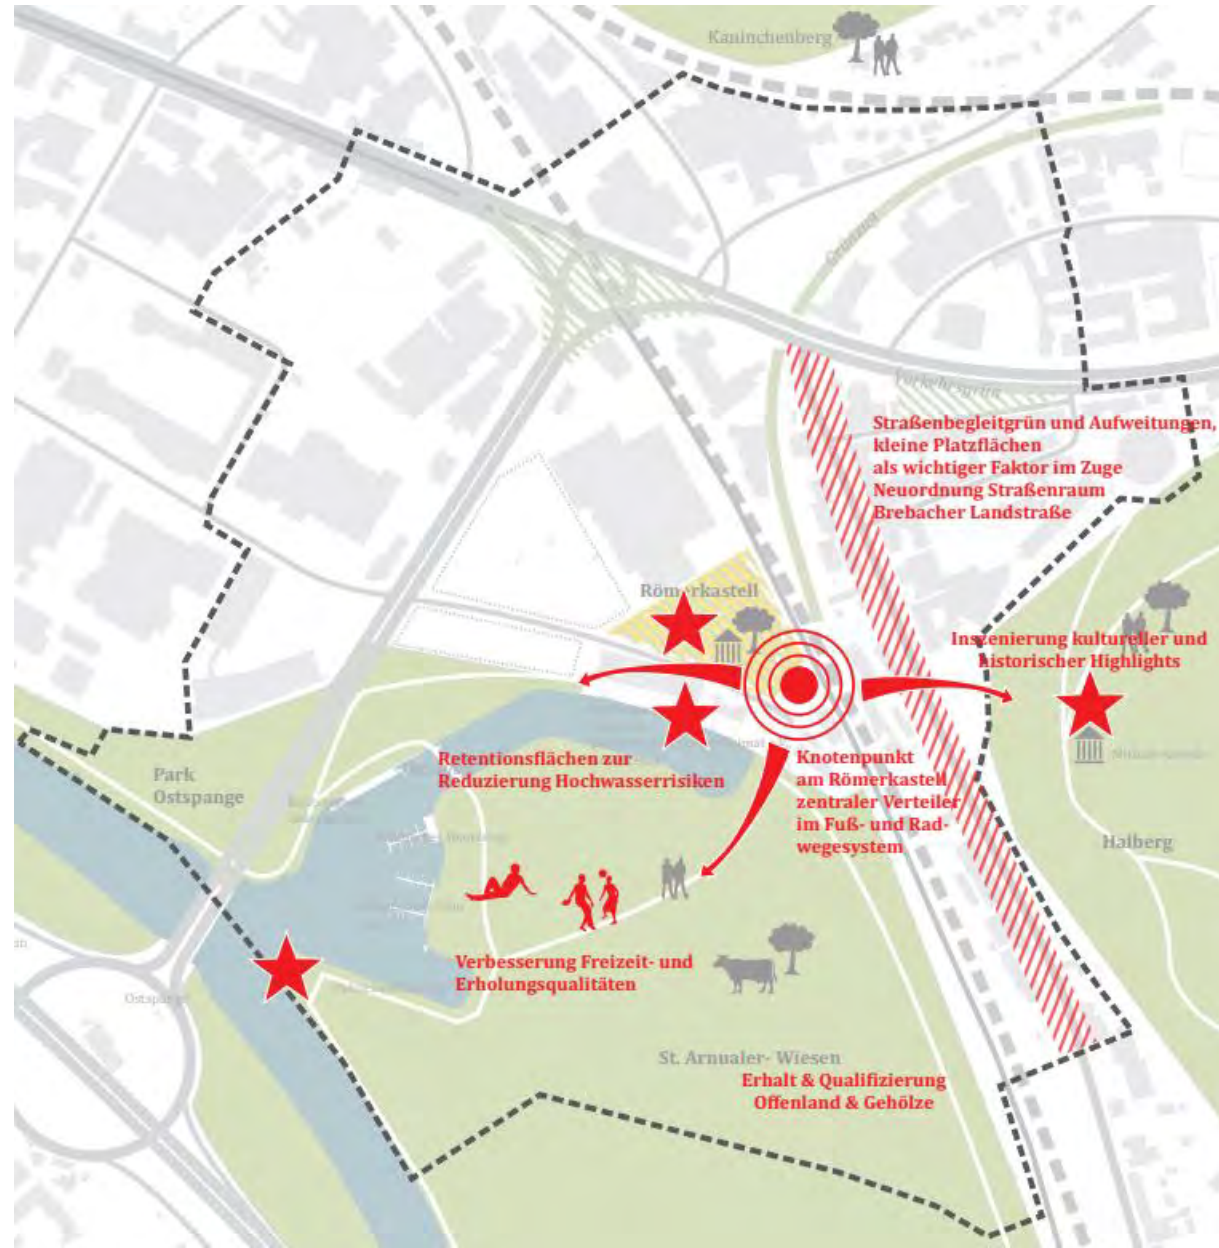 Kaninchenberg
Grünzug
Verkehrsgrün
Straßenbegleitgrün und Aufweitungen,
kleine Platzflächen
als wichtiger Faktor im Zuge
Neuordnung Straßenraum
Brebacher Landstraße
Römerkastell
Inszenierung kultureller und
historischer Highlights
Retentionsflächen zur
Reduzierung Hochwasserrisiken
Knotenpunkt
am Römerkastell
zentraler Verteiler
im Fuß- und Rad-
wegesystem
Park
Ostspange
Halberg
Verbesserung Freizeit- und
Erholungsqualitäten
Ostspange
St. Arnualer- Wiesen
Erhalt & Qualifizierung
Offenland & Gehölze